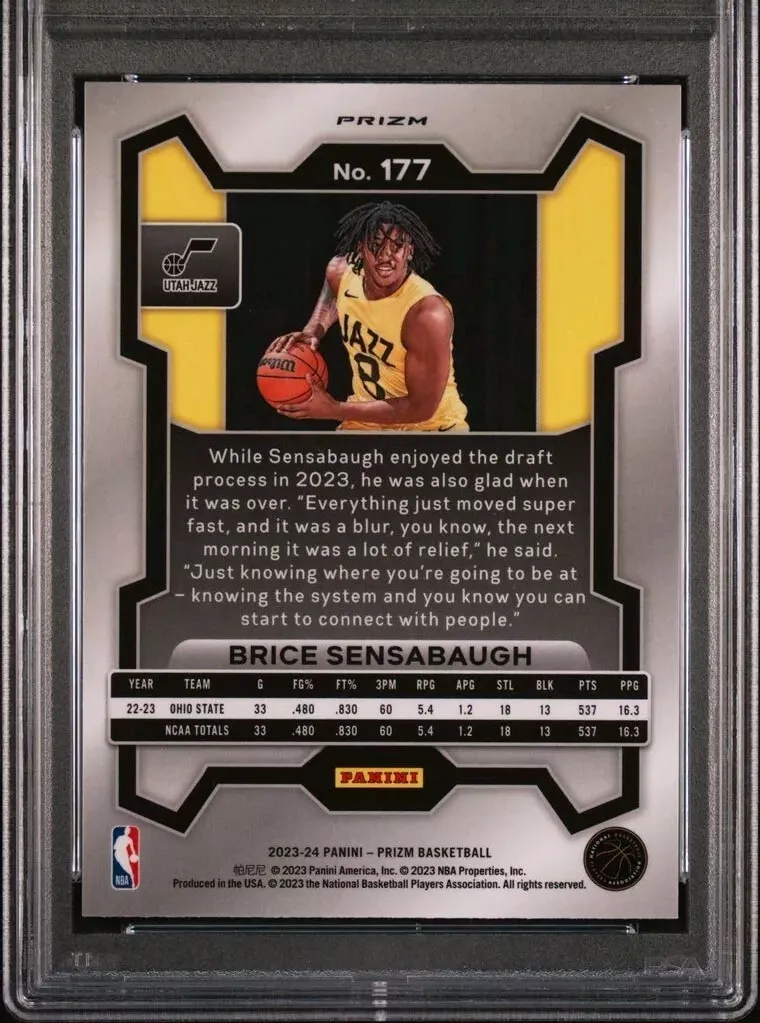 PRIZM
No. 177
UTAH JAZZ
JAZZ
8
Wilson
While Sensabaugh enjoyed the draft
process in 2023, he was also glad when
it was over. “Everything just moved super
fast, and it was a blur, you know, the next
morning it was a lot of relief,” he said.
“Just knowing where you’re going to be at
– knowing the system and you know you can
start to connect with people.”
BRICE SENSABAUGH
YEAR TEAM G FG% FT% 3PM RPG APG STL BLK PTS PPG
22-23 OHIO STATE 33 .480 .830 60 5.4 1.2 18 13 537 16.3
NCAA TOTALS 33 .480 .830 60 5.4 1.2 18 13 537 16.3
PANINI
2023-24 PANINI – PRIZM BASKETBALL
帕尼尼 © 2023 Panini America, Inc. © 2023 NBA Properties, Inc.
Produced in the USA. © 2023 the National Basketball Players Association. All rights reserved.
NBA
NATIONAL BASKETBALL PLAYERS ASSOCIATION
PSA